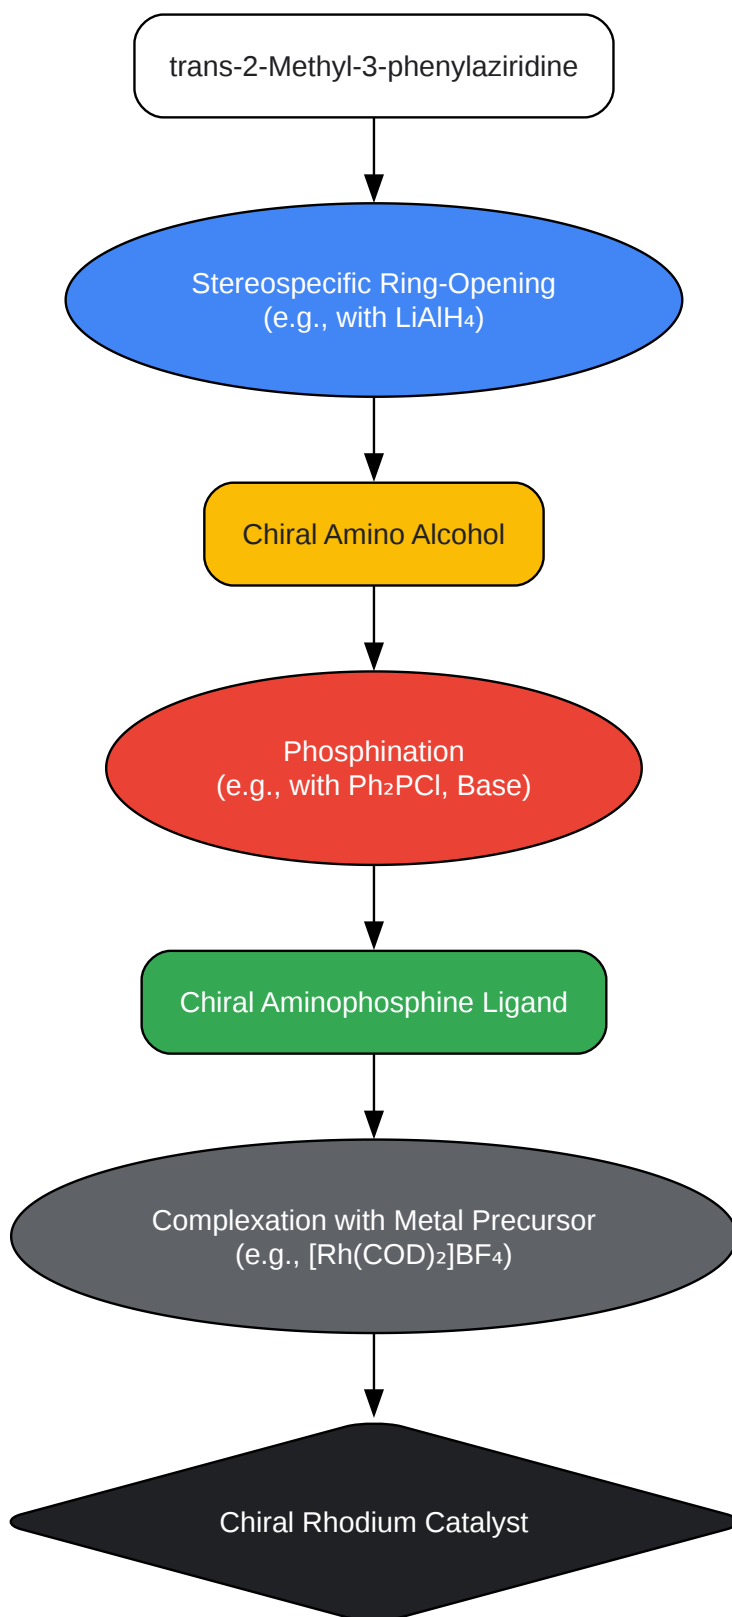 trans-2-Methyl-3-phenylaziridine
Stereospecific Ring-Opening
(e.g., with LiAlH₄)
Chiral Amino Alcohol
Phosphination
(e.g., with Ph₂PCl, Base)
Chiral Aminophosphine Ligand
Complexation with Metal Precursor
(e.g., [Rh(COD)₂]BF₄)
Chiral Rhodium Catalyst